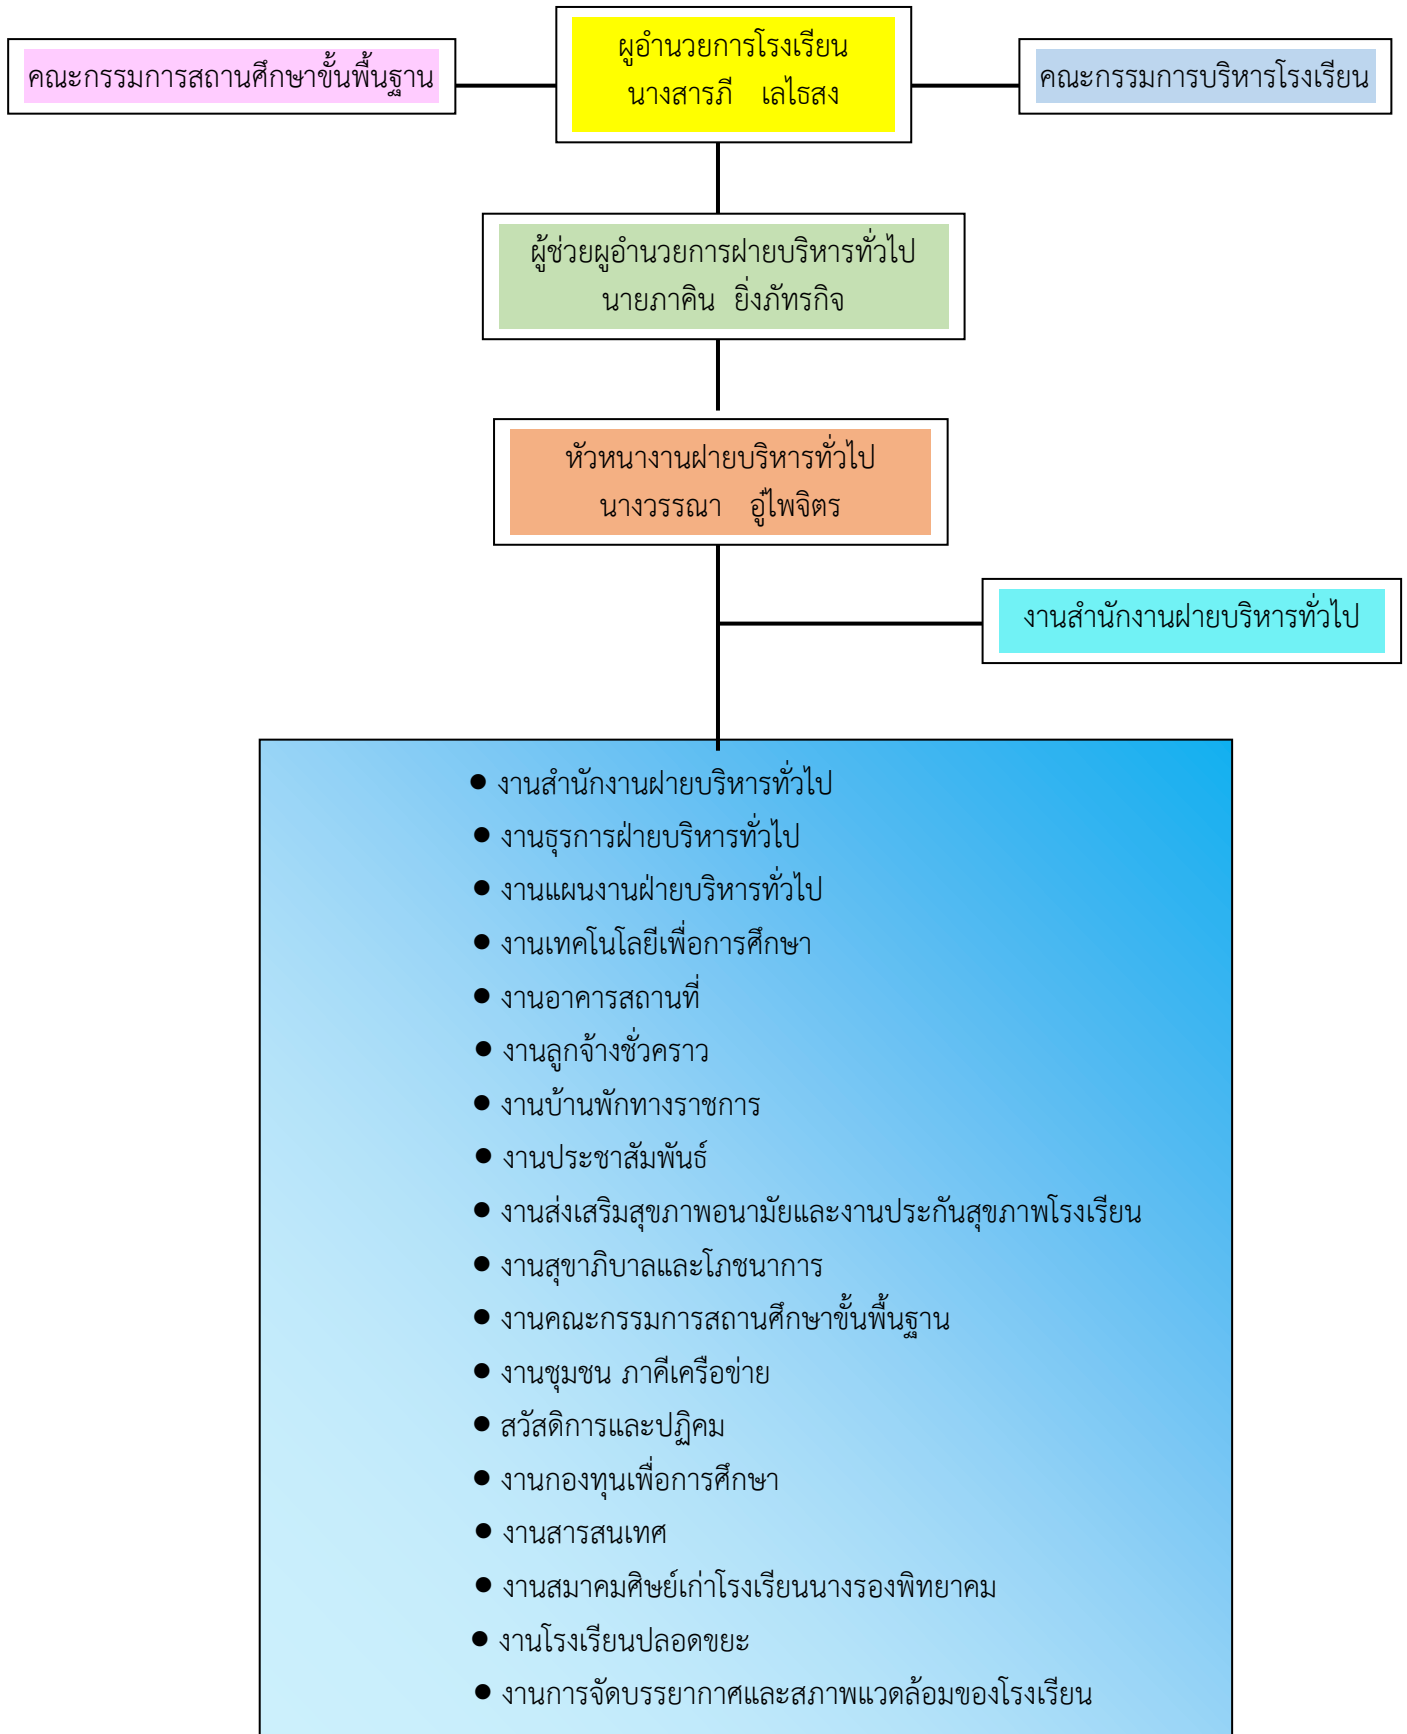 คณะกรรมการสถานศึกษาขั้นพื้นฐาน
ผูอำนวยการโรงเรียน
นางสารภี เลไธสง
คณะกรรมการบริหารโรงเรียน
ผู้ช่วยผูอำนวยการฝายบริหารทั่วไป
นายภาคิน ยิ่งภัทรกิจ
หัวหนางานฝายบริหารทั่วไป
นางวรรณา อู๋ไพจิตร
งานสำนักงานฝายบริหารทั่วไป
● งานสำนักงานฝายบริหารทั่วไป
● งานธุรการฝ่ายบริหารทั่วไป
● งานแผนงานฝ่ายบริหารทั่วไป
● งานเทคโนโลยีเพื่อการศึกษา
● งานอาคารสถานที่
● งานลูกจ้างชั่วคราว
● งานบ้านพักทางราชการ
● งานประชาสัมพันธ์
● งานส่งเสริมสุขภาพอนามัยและงานประกันสุขภาพโรงเรียน
● งานสุขาภิบาลและโภชนาการ
● งานคณะกรรมการสถานศึกษาขั้นพื้นฐาน
● งานชุมชน ภาคีเครือข่าย
● สวัสดิการและปฏิคม
● งานกองทุนเพื่อการศึกษา
● งานสารสนเทศ
● งานสมาคมศิษย์เก่าโรงเรียนนางรองพิทยาคม
● งานโรงเรียนปลอดขยะ
● งานการจัดบรรยากาศและสภาพแวดล้อมของโรงเรียน